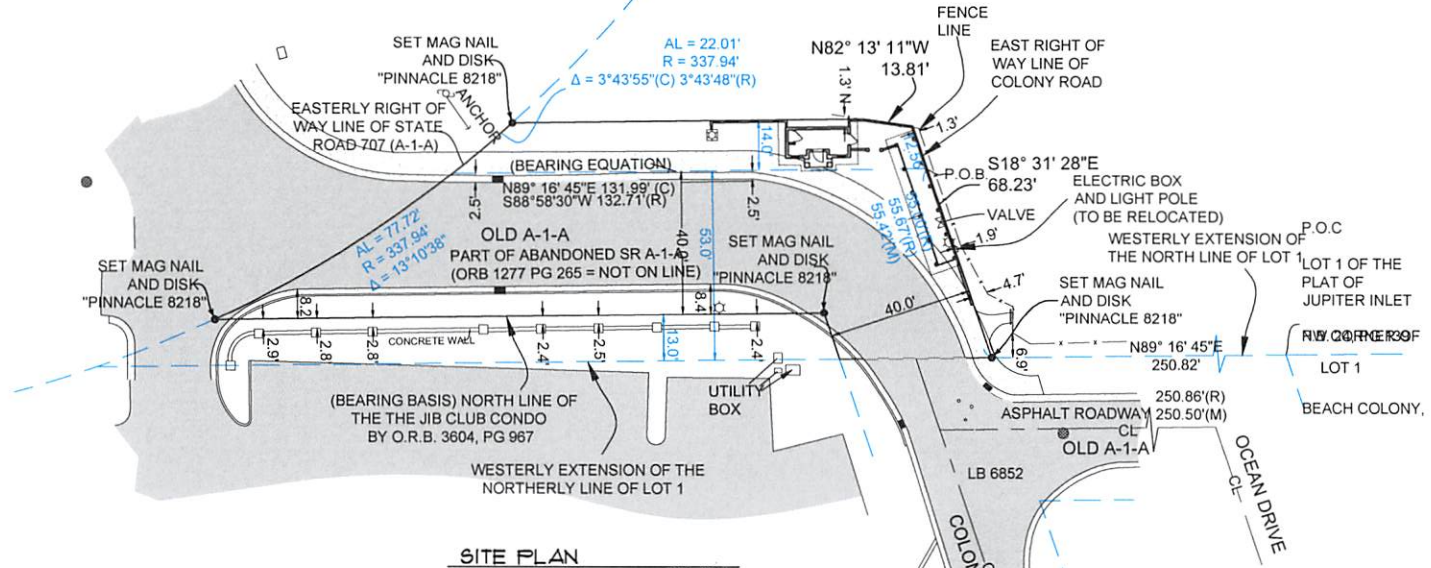 FENCE
LINE
SET MAG NAIL
AND DISK
"PINNACLE 8218"
AL = 22.01'
R = 337.94'
Δ = 3°43'55"(C) 3°43'48"(R)
N82° 13' 11"W
13.81'
EAST RIGHT OF
WAY LINE OF
COLONY ROAD
1.3' N
ANCHOR
EASTERLY RIGHT OF
WAY LINE OF STATE
ROAD 707 (A-1-A)
14.0'
1.3'
12.56'
(BEARING EQUATION)
N89° 16' 45"E 131.99' (C)
S88°58'30"W 132.71'(R)
P.O.B.
S18° 31' 28"E
68.23'
ELECTRIC BOX
AND LIGHT POLE
(TO BE RELOCATED)
VALVE
2.5'
2.5'
55.67'(R)
55.42'(M)
1.9'
AL = 77.72'
R = 337.94'
Δ = 13°10'38"
OLD A-1-A
PART OF ABANDONED SR A-1-A
(ORB 1277 PG 265 = NOT ON LINE)
53.0'
SET MAG NAIL
AND DISK
"PINNACLE 8218"
WESTERLY EXTENSION OF
THE NORTH LINE OF LOT 1
P.O.C
LOT 1 OF THE
PLAT OF
JUPITER INLET
SET MAG NAIL
AND DISK
"PINNACLE 8218"
4.7'
SET MAG NAIL
AND DISK
"PINNACLE 8218"
8.2'
8.4'
40.0'
CONCRETE WALL
13.0'
2.9'
2.8'
2.8'
2.4'
2.5'
2.4'
6.9'
N89° 16' 45"E
250.82'
LOT 1
250.86'(R)
250.50'(M)
BEACH COLONY,
UTILITY
BOX
(BEARING BASIS) NORTH LINE OF
THE THE JIB CLUB CONDO
BY O.R.B. 3604, PG 967
ASPHALT ROADWAY
CL
OLD A-1-A
WESTERLY EXTENSION OF THE
NORTHERLY LINE OF LOT 1
LB 6852
OCEAN DRIVE
CL
COLON
SITE PLAN